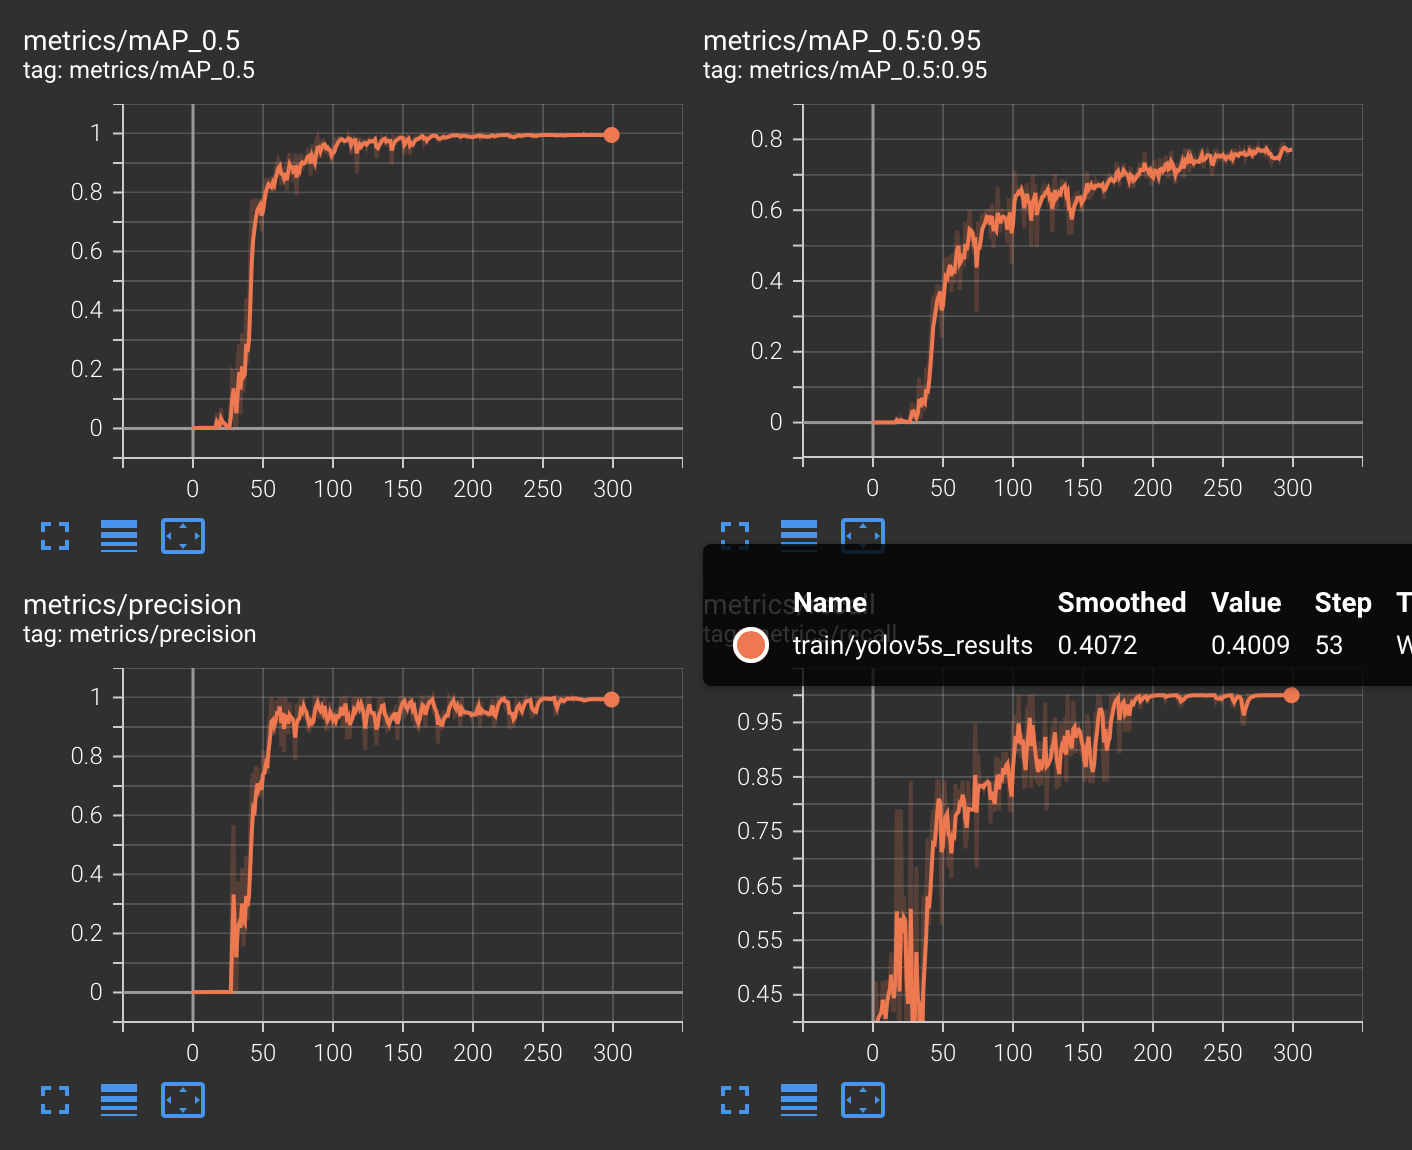 metrics/mAP_0.5
tag: metrics/mAP_0.5
1
0.8
0.6
0.4
0.2
0
0 50 100 150 200 250 300
metrics/mAP_0.5:0.95
tag: metrics/mAP_0.5:0.95
0.8
0.6
0.4
0.2
0
0 50 100 150 200 250 300
metrics/precision
tag: metrics/precision
1
0.8
0.6
0.4
0.2
0
0 50 100 150 200 250 300
metrics/recall
tag: metrics/recall
Name Smoothed Value Step T
train/yolov5s_results 0.4072 0.4009 53 W
0.95
0.85
0.75
0.65
0.55
0.45
0 50 100 150 200 250 300